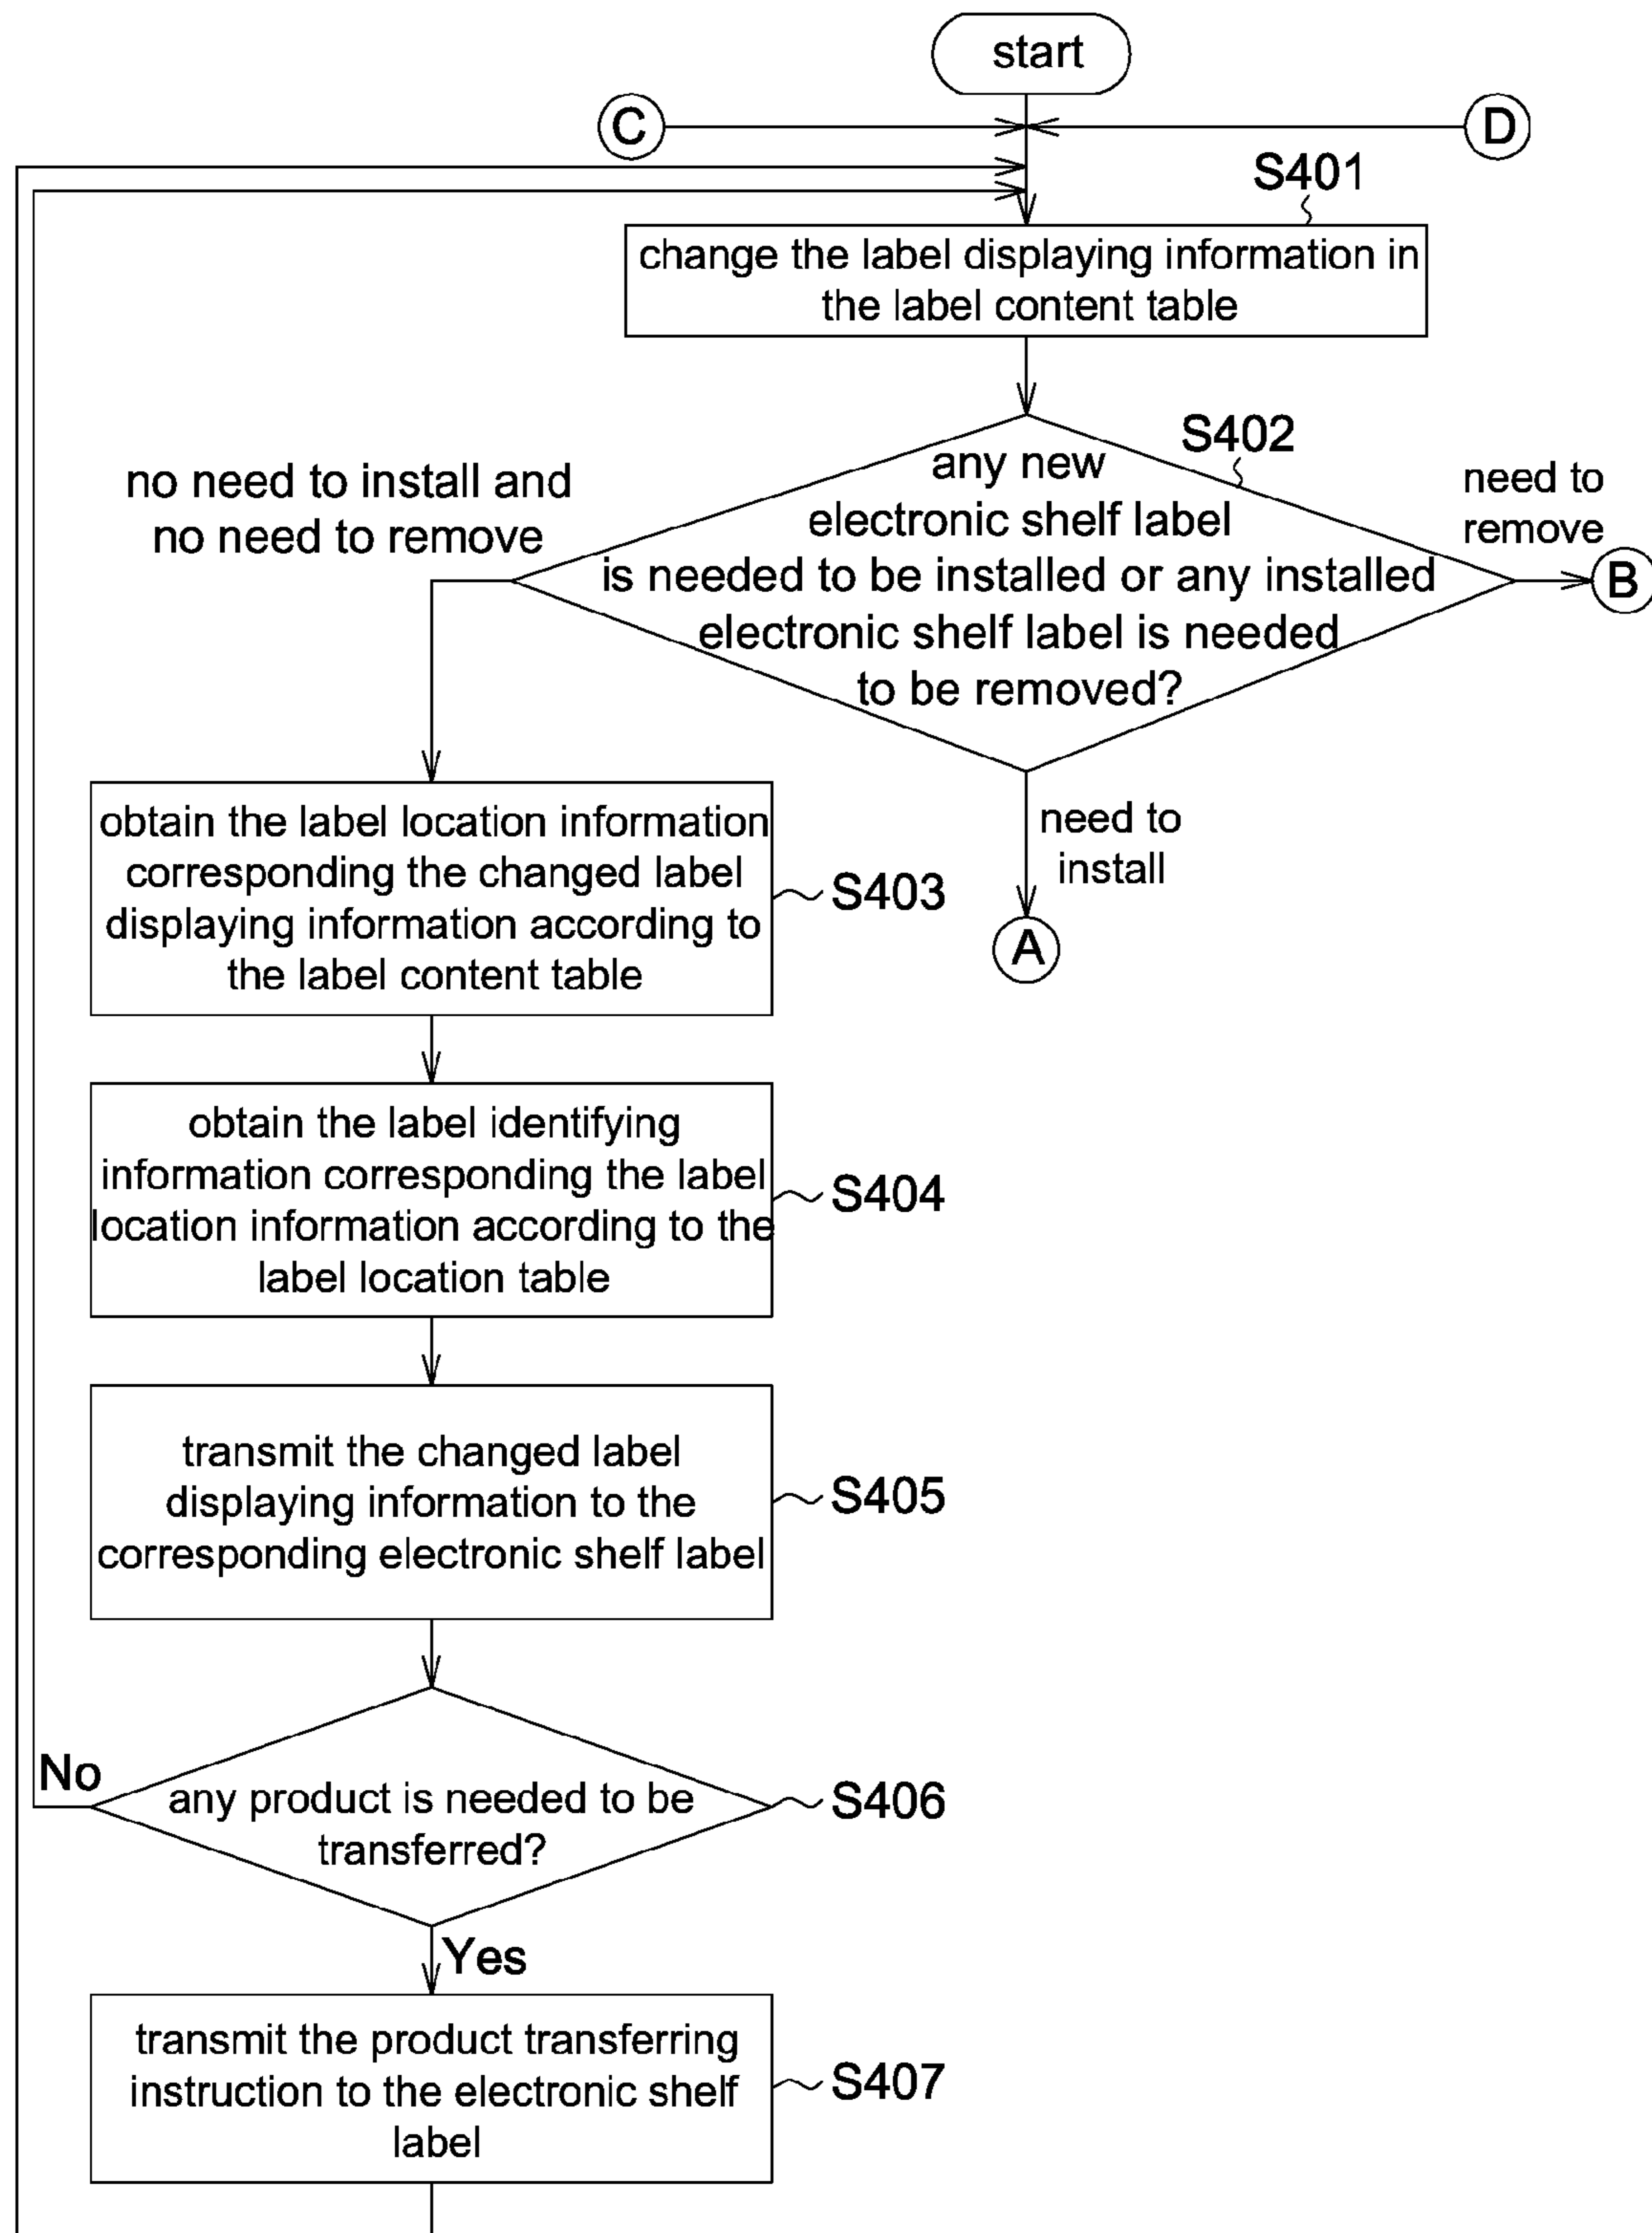 start
C
D
S401
change the label displaying information in
the label content table
S402
any new
electronic shelf label
is needed to be installed or any installed
electronic shelf label is needed
to be removed?
no need to install and
no need to remove
need to
remove
B
need to
install
A
obtain the label location information
corresponding the changed label
displaying information according to
the label content table
S403
obtain the label identifying
information corresponding the label
location information according to the
label location table
S404
transmit the changed label
displaying information to the
corresponding electronic shelf label
S405
No
any product is needed to be
transferred?
S406
Yes
transmit the product transferring
instruction to the electronic shelf
label
S407